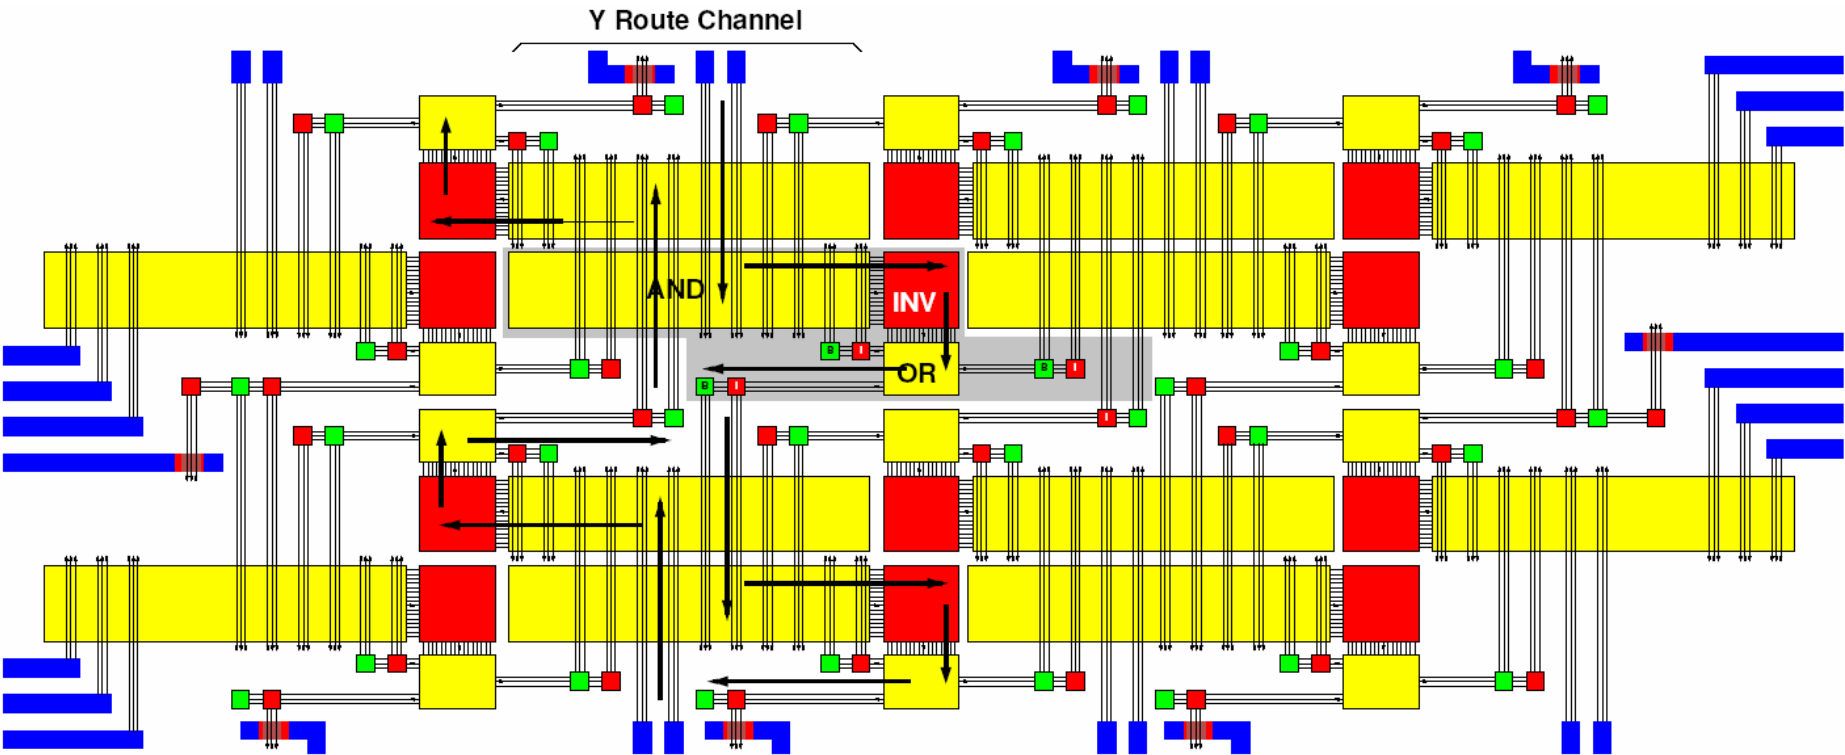 Y Route Channel
AND
INV
B I
OR
B I
B I
I